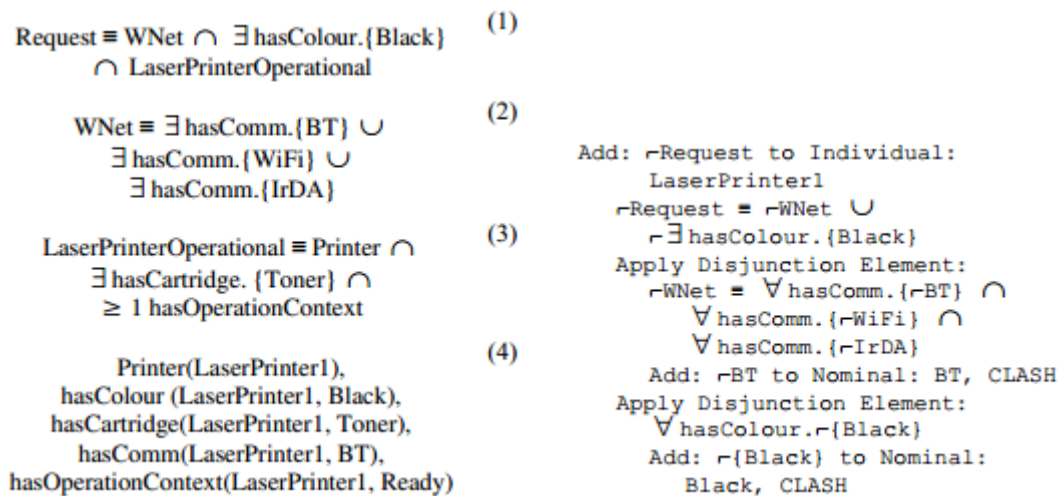 Request ≡ WNet ∩ ∃ hasColour.{Black} (1)
∩ LaserPrinterOperational
WNet ≡ ∃ hasComm.{BT} ∪ (2)
∃ hasComm.{WiFi} ∪
∃ hasComm.{IrDA}
LaserPrinterOperational ≡ Printer ∩ (3)
∃ hasCartridge. {Toner} ∩
≥ 1 hasOperationContext
Printer(LaserPrinter1), (4)
hasColour (LaserPrinter1, Black),
hasCartridge(LaserPrinter1, Toner),
hasComm(LaserPrinter1, BT),
hasOperationContext(LaserPrinter1, Ready)
Add: ⌐Request to Individual:
LaserPrinter1
⌐Request ≡ ⌐WNet ∪
⌐∃ hasColour.{Black}
Apply Disjunction Element:
⌐WNet ≡ ∀ hasComm.{⌐BT} ∩
∀ hasComm.{⌐WiFi} ∩
∀ hasComm.{⌐IrDA}
Add: ⌐BT to Nominal: BT, CLASH
Apply Disjunction Element:
∀ hasColour.⌐{Black}
Add: ⌐{Black} to Nominal:
Black, CLASH